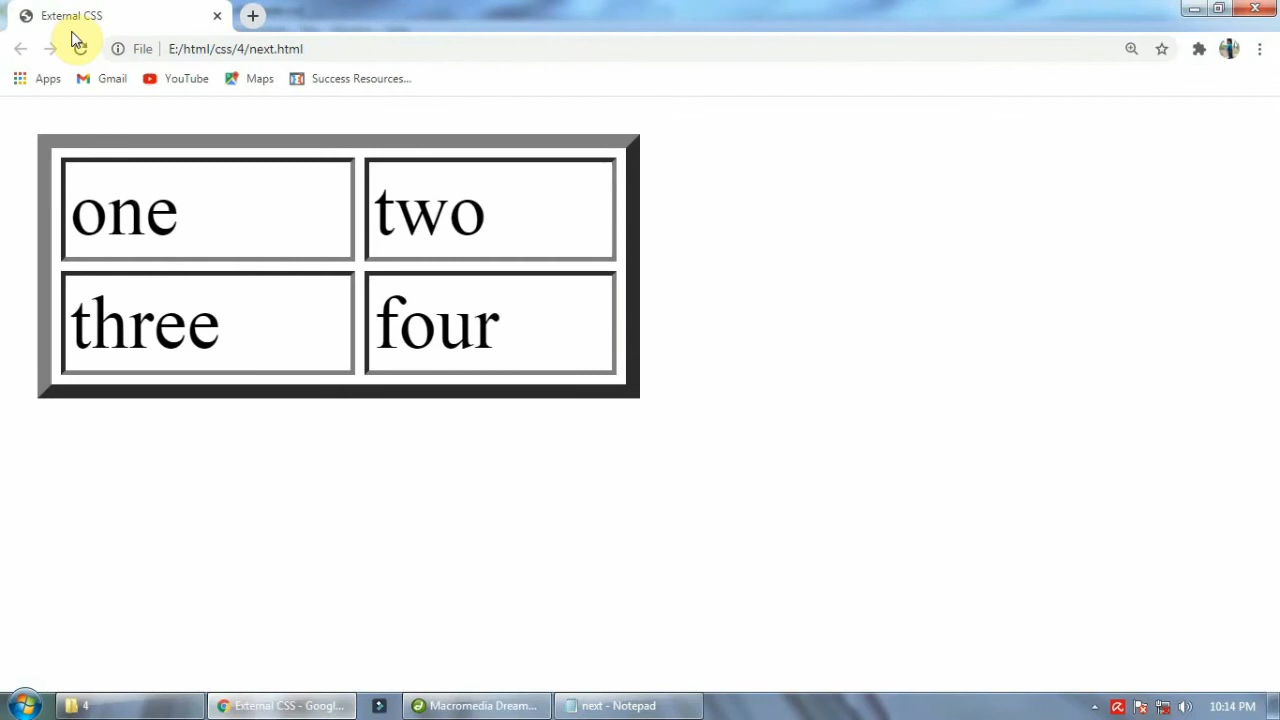 External CSS
File E:/html/css/4/next.html
Apps Gmail YouTube Maps Success Resources...
one two
three four
4 External CSS - Googl... Macromedia Dream... next - Notepad 10:14 PM